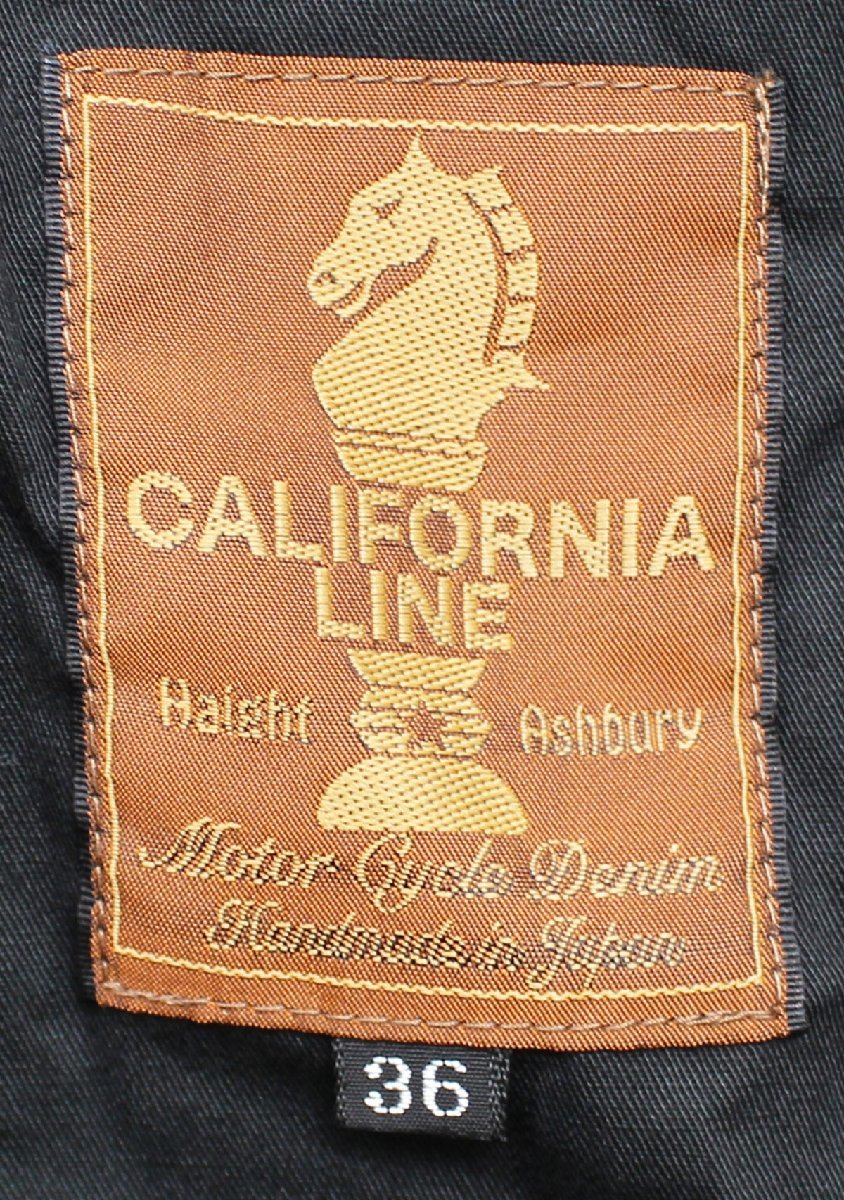 CALIFORNIA
LINE
Haight Ashbury
Motor Cycle Denim
Handmade in Japan
36